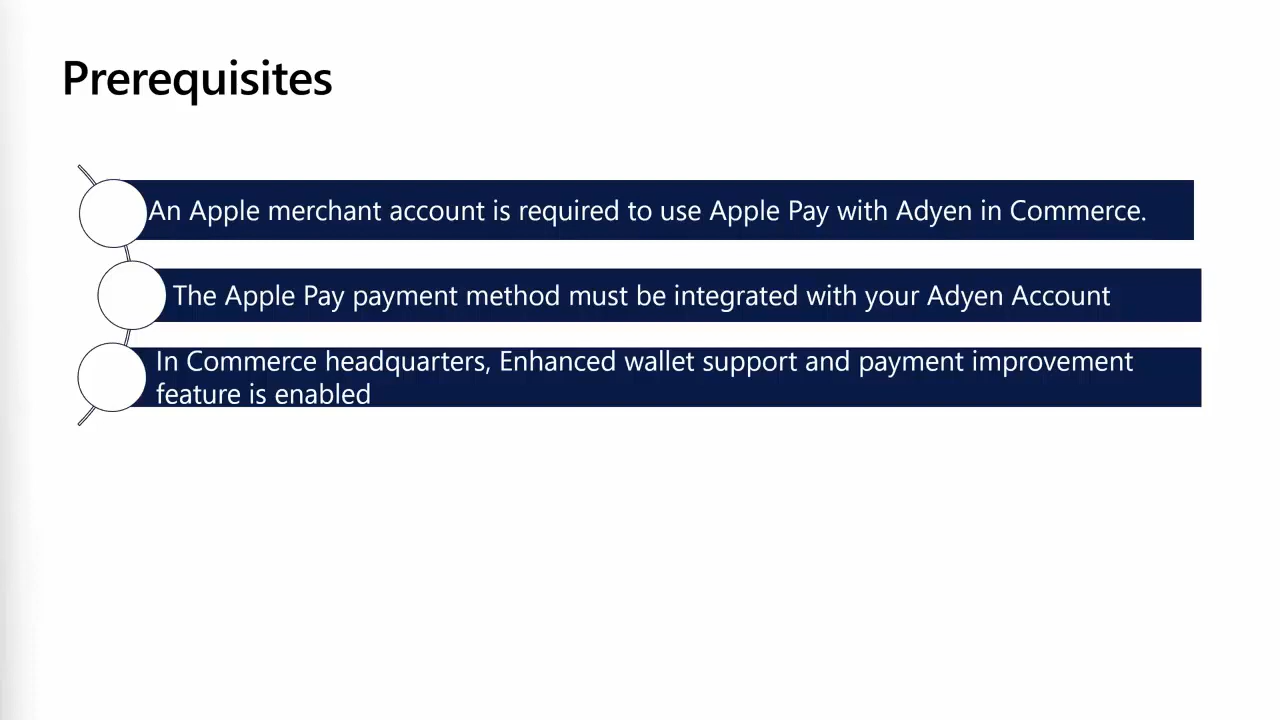 Prerequisites
An Apple merchant account is required to use Apple Pay with Adyen in Commerce.
The Apple Pay payment method must be integrated with your Adyen Account
In Commerce headquarters, Enhanced wallet support and payment improvement
feature is enabled